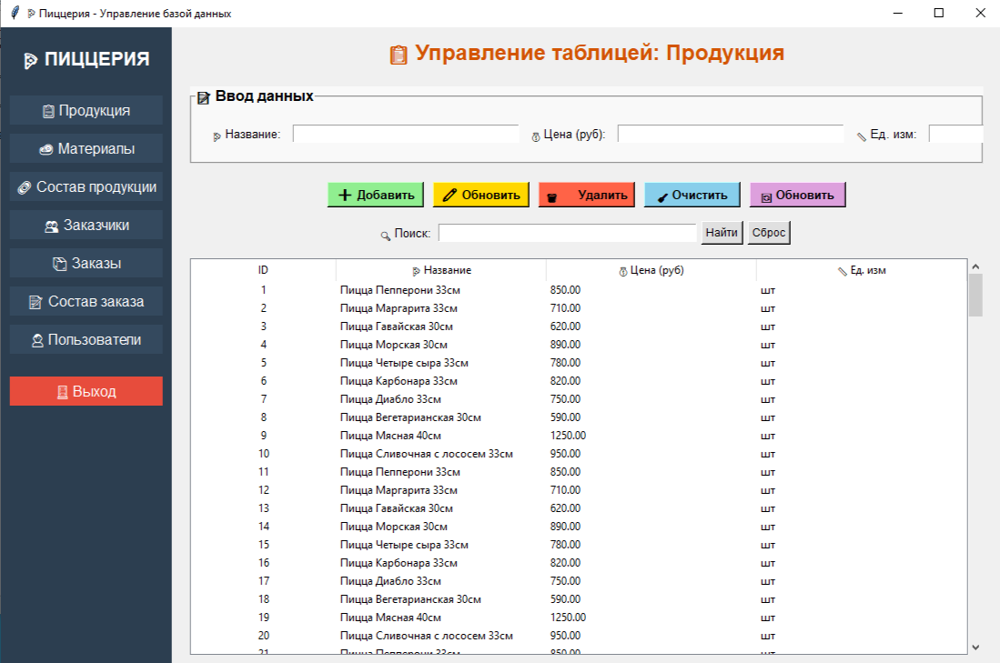 Пиццерия - Управление базой данных
ПИЦЦЕРИЯ
Продукция
Материалы
Состав продукции
Заказчики
Заказы
Состав заказа
Пользователи
Выход
Управление таблицей: Продукция
Ввод данных
Название: Цена (руб): Ед. изм:
Добавить Обновить Удалить Очистить Обновить
Поиск: Найти Сброс
ID Название Цена (руб) Ед. изм
1 Пицца Пепперони 33см 850.00 шт
2 Пицца Маргарита 33см 710.00 шт
3 Пицца Гавайская 30см 620.00 шт
4 Пицца Морская 30см 890.00 шт
5 Пицца Четыре сыра 33см 780.00 шт
6 Пицца Карбонара 33см 820.00 шт
7 Пицца Диабло 33см 750.00 шт
8 Пицца Вегетарианская 30см 590.00 шт
9 Пицца Мясная 40см 1250.00 шт
10 Пицца Сливочная с лососем 33см 950.00 шт
11 Пицца Пепперони 33см 850.00 шт
12 Пицца Маргарита 33см 710.00 шт
13 Пицца Гавайская 30см 620.00 шт
14 Пицца Морская 30см 890.00 шт
15 Пицца Четыре сыра 33см 780.00 шт
16 Пицца Карбонара 33см 820.00 шт
17 Пицца Диабло 33см 750.00 шт
18 Пицца Вегетарианская 30см 590.00 шт
19 Пицца Мясная 40см 1250.00 шт
20 Пицца Сливочная с лососем 33см 950.00 шт
21 Пицца Пепперони 33см 850.00 шт